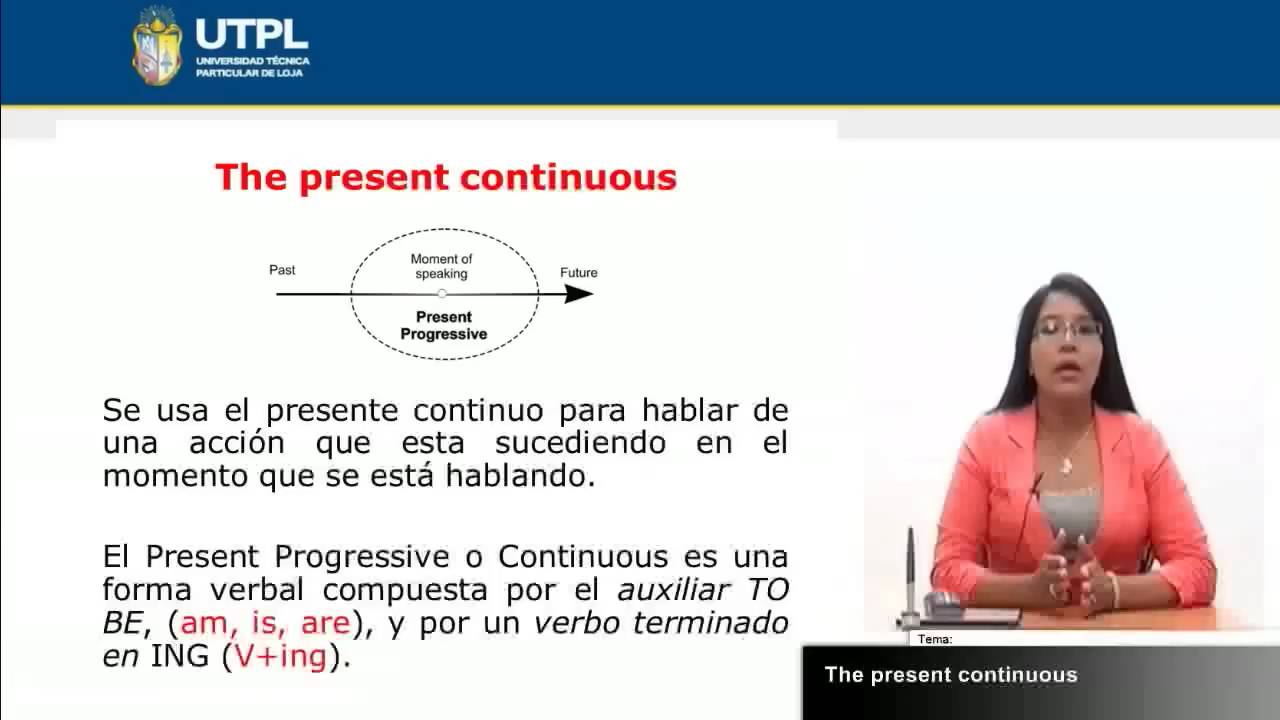 UTPL
UNIVERSIDAD TÉCNICA
PARTICULAR DE LOJA
The present continuous
Past
Moment of
speaking
Future
Present
Progressive
Se usa el presente continuo para hablar de
una acción que esta sucediendo en el
momento que se está hablando.
El Present Progressive o Continuous es una
forma verbal compuesta por el auxiliar TO
BE, (am, is, are), y por un verbo terminado
en ING (V+ing).
Tema:
The present continuous